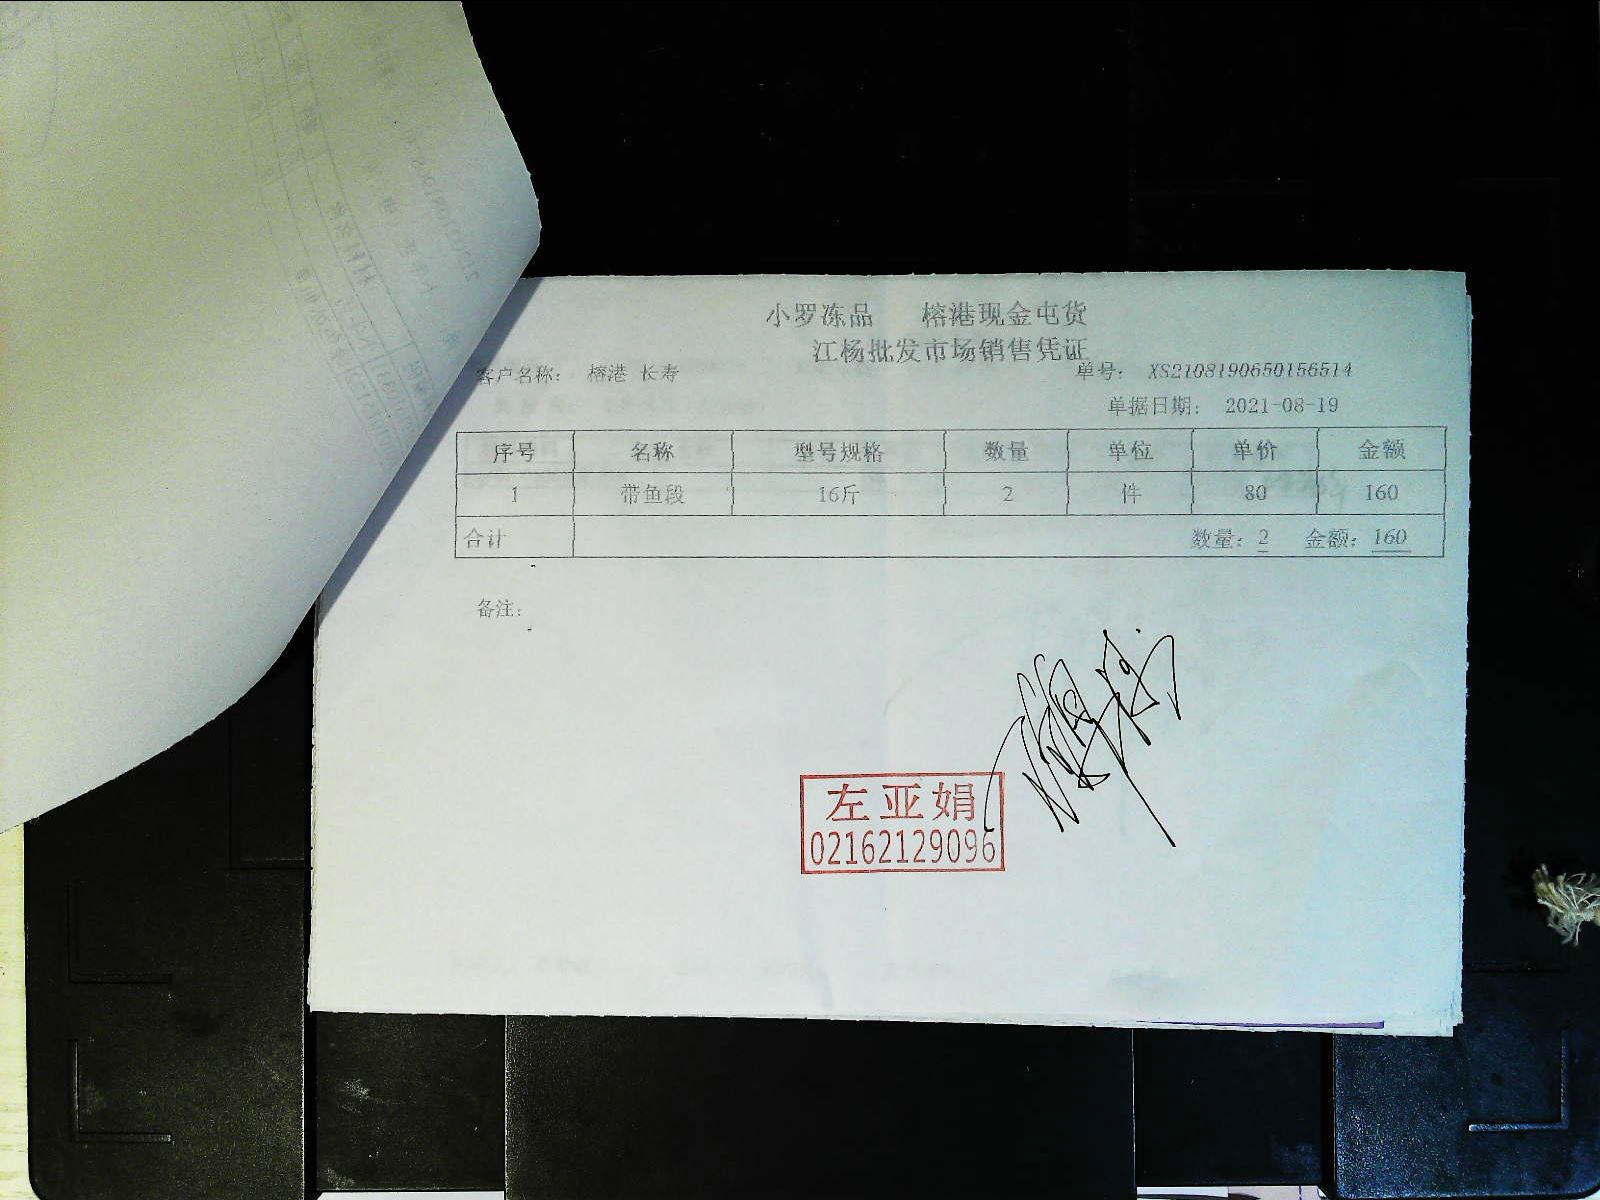 小罗冻品 榕港现金屯货
江杨批发市场销售凭证
客户名称： 榕港 长寿 单号： XS2108190650156514
单据日期： 2021-08-19
序号 名称 型号规格 数量 单位 单价 金额
1 带鱼段 16斤 2 件 80 160
合计 数量：2 金额：160
备注：
左亚娟
02162129096